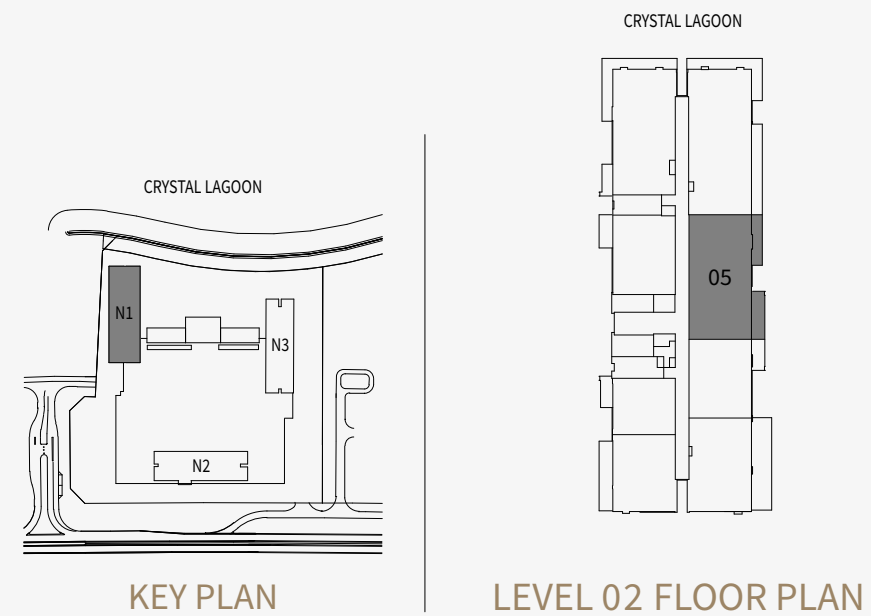 CRYSTAL LAGOON
N1
N3
N2
KEY PLAN
CRYSTAL LAGOON
05
LEVEL 02 FLOOR PLAN